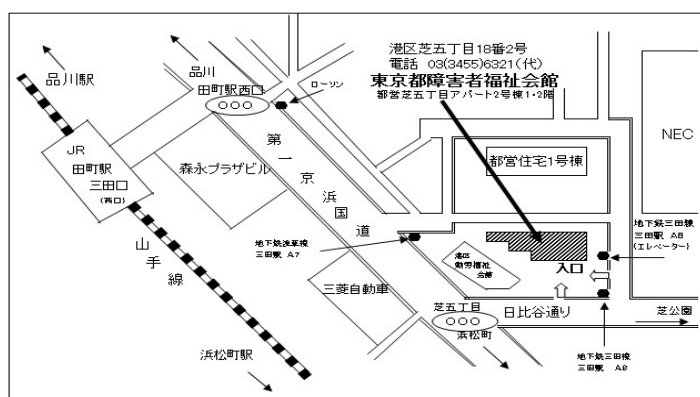 港区芝五丁目18番2号
電話 03(3455)6321(代)
東京都障害者福祉会館
都営芝五丁目アパート2号棟1・2階
品川駅
品川
田町駅西口
ローソン
JR
田町駅
三田口
(西口)
森永プラザビル
第一京浜国道
都営住宅1号棟
NEC
地下鉄三田線
三田駅 A8
(エレベーター)
地下鉄浅草線
三田駅 A7
港区
勤労福祉
会館
入口
山手線
三菱自動車
芝五丁目
日比谷通り
芝公園
浜松町
浜松町駅
地下鉄三田線
三田駅 A9